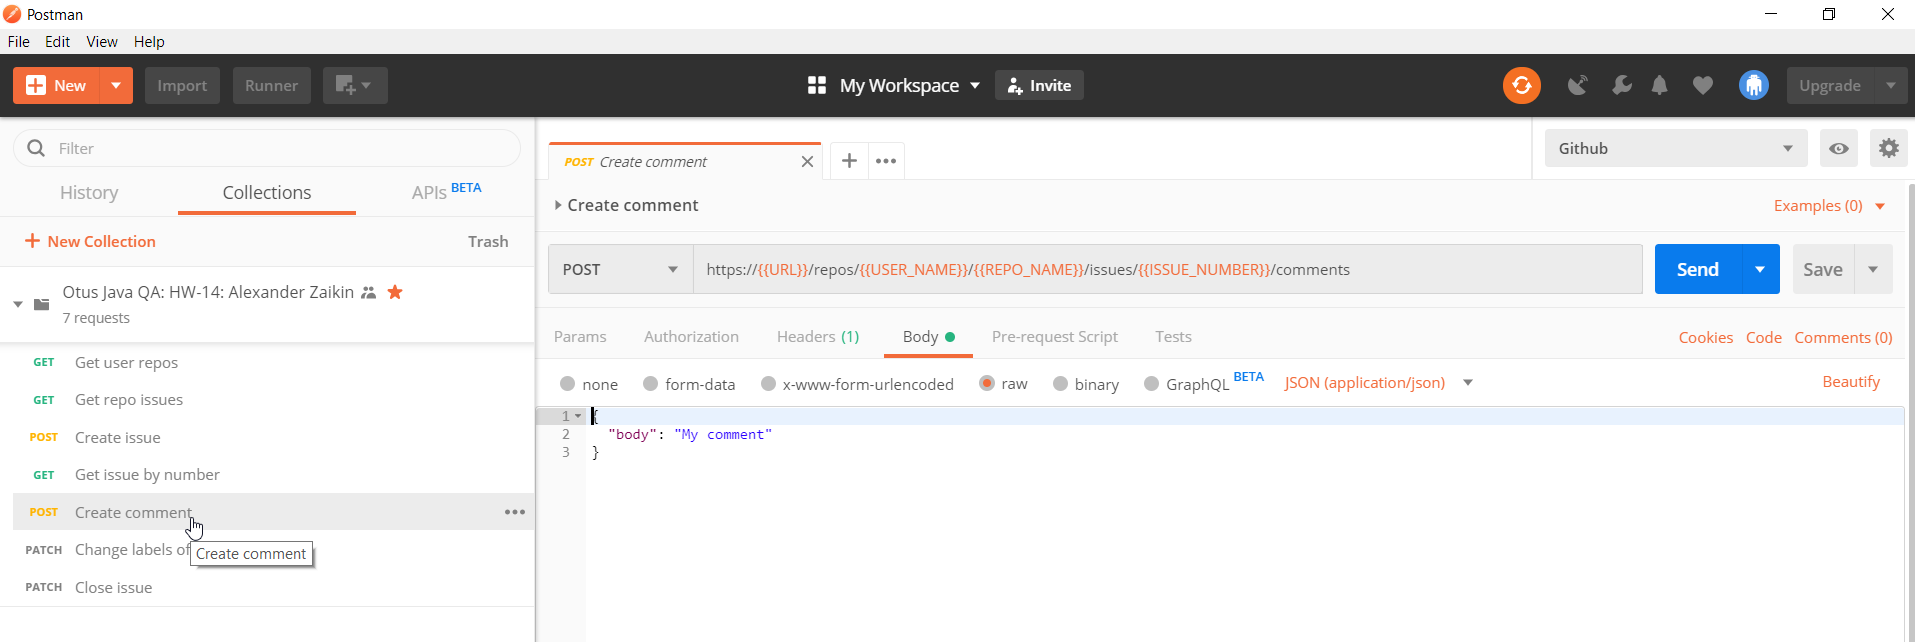 Postman
File Edit View Help
New Import Runner My Workspace Invite Upgrade
Filter
History Collections APIs BETA
New Collection Trash
Otus Java QA: HW-14: Alexander Zaikin
7 requests
GET Get user repos
GET Get repo issues
POST Create issue
GET Get issue by number
POST Create comment
PATCH Change labels of
Create comment
PATCH Close issue
POST Create comment
Github
Create comment
Examples (0)
POST https://{{URL}}/repos/{{USER_NAME}}/{{REPO_NAME}}/issues/{{ISSUE_NUMBER}}/comments Send Save
Params Authorization Headers (1) Body Pre-request Script Tests Cookies Code Comments (0)
none form-data x-www-form-urlencoded raw binary GraphQL BETA JSON (application/json) Beautify
1 {
2 "body": "My comment"
3 }